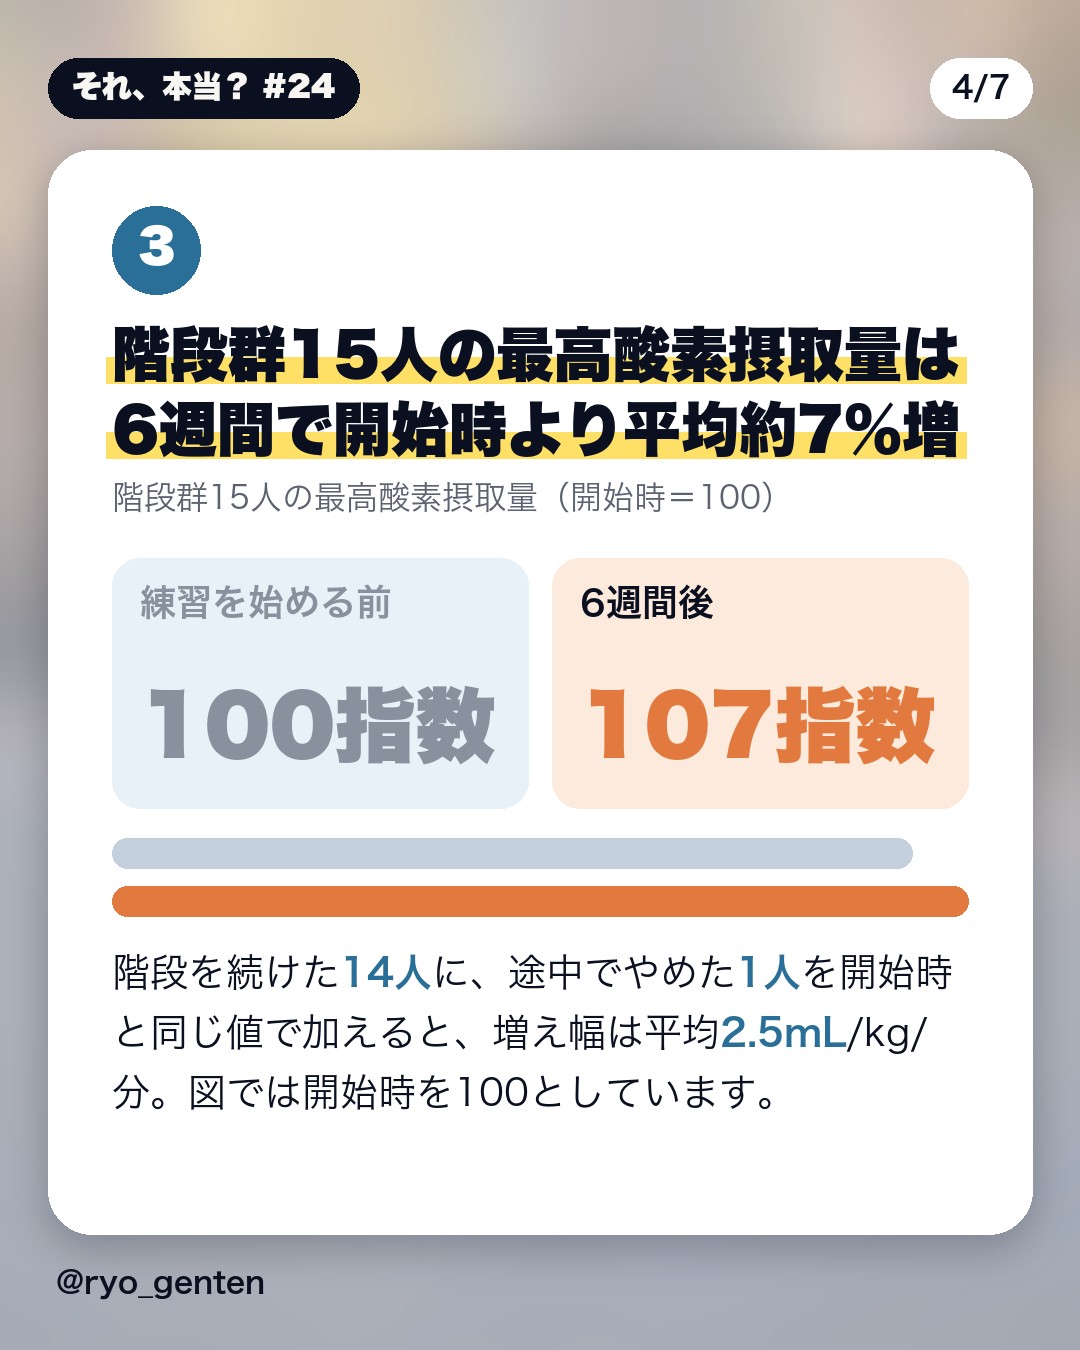 それ、本当？ #24
4/7
3
階段群15人の最高酸素摂取量は
6週間で開始時より平均約7%増
階段群15人の最高酸素摂取量（開始時＝100）
練習を始める前
6週間後
100指数
107指数
階段を続けた14人に、途中でやめた1人を開始時
と同じ値で加えると、増え幅は平均2.5mL/kg/
分。図では開始時を100としています。
@ryo_genten